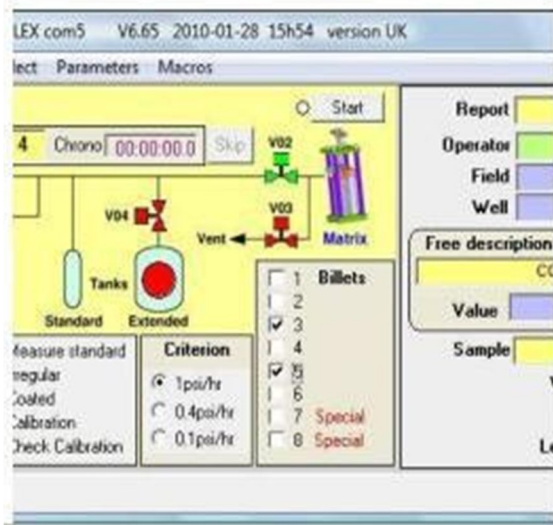 LEX com5 V6.65 2010-01-28 15h54 version UK
lect Parameters Macros
Start
4 Chrono 00:00:00.0 Skip V02
V04
V03
Vent Matrix
Tanks
Standard Extended
Measure standard
rregular
Coated
Calibration
Check Calibration
Criterion
1psi/hr
0.4psi/hr
0.1psi/hr
1 Billets
2
3
4
5
6
7 Special
8 Special
Report
Operator
Field
Well
Free description
CO
Value
Sample